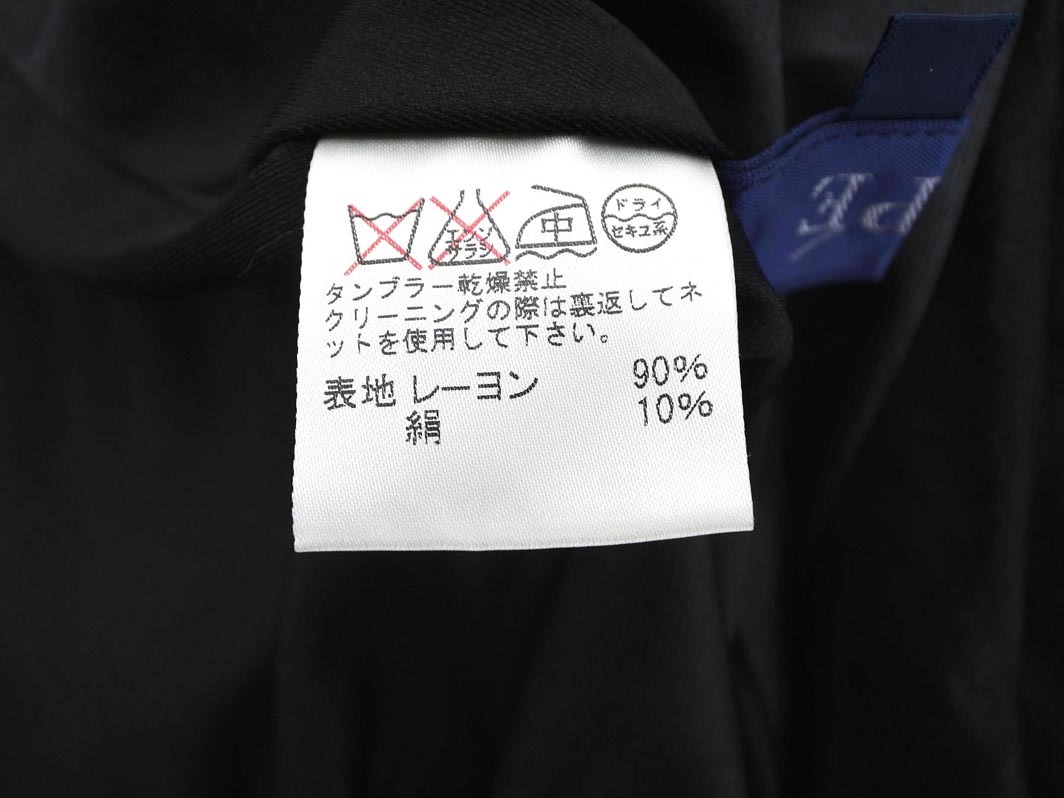 エンソ
サラシ
中
ドライ
セキユ系
タンブラー乾燥禁止
クリーニングの際は裏返してネ
ットを使用して下さい。
表地 レーヨン 90%
絹 10%